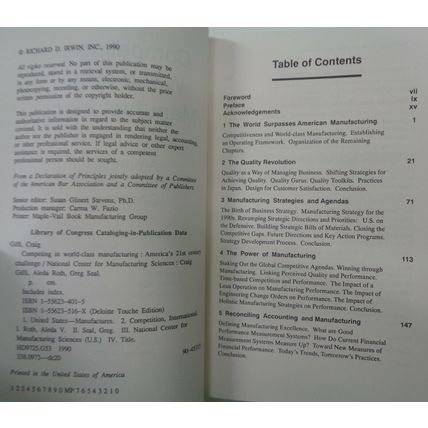 © RICHARD D. IRWIN, INC., 1990
All rights reserved. No part of this publication may be
reproduced, stored in a retrieval system, or transmitted,
in any form or by any means, electronic, mechanical,
photocopying, recording, or otherwise, without the prior
written permission of the copyright holder.
This publication is designed to provide accurate and
authoritative information in regard to the subject matter
covered. It is sold with the understanding that neither the
author nor the publisher is engaged in rendering legal, accounting,
or other professional service. If legal advice or other expert
assistance is required, the services of a competent
professional person should be sought.
From a Declaration of Principles jointly adopted by a Committee of
the American Bar Association and a Committee of Publishers.
Senior editor: Susan Glinert Stevens, Ph.D.
Production manager: Carma W. Fazio
Printer: Maple-Vail Book Manufacturing Group
Library of Congress Cataloging-in-Publication Data
Giffi, Craig
Competing in world-class manufacturing : America's 21st century
challenge / National Center for Manufacturing Sciences : Craig
Giffi, Aleda Roth, Greg Seal.
p. cm.
Includes index.
ISBN 1-55623-401-5
ISBN 1-55623-516-X (Deloitte Touche Edition)
1. United States—Manufactures. 2. Competition, International
I. Roth, Aleda V. II. Seal, Greg. III. National Center for
Manufacturing Sciences (U.S.) IV. Title.
HD9725.G53 1990
338.0973—dc20
Printed in the United States of America
1 2 3 4 5 6 7 8 9 0 MP 7 6 5 4 3 2 1 0
Table of Contents
Foreword vii
Preface ix
Acknowledgements xv
1 The World Surpasses American Manufacturing 1
Competitiveness and World-class Manufacturing. Establishing
an Operating Framework. Organization of the Remaining
Chapters.
2 The Quality Revolution 21
Quality as a Way of Managing Business. Shifting Strategies for
Achieving Quality. Quality Gurus. Quality Toolkits. Practices
in Japan. Design for Customer Satisfaction. Conclusion.
3 Manufacturing Strategies and Agendas 71
The Birth of Business Strategy. Manufacturing Strategy for the
1990s. Revamping Strategic Directions and Priorities: U.S. on
the Defensive, Building Strategic Bills of Materials. Closing the
Competitive Gaps. Future Directions and Key Action Programs.
Strategy Development Process. Conclusion.
4 The Power of Manufacturing 113
Staking Out the Global Competitive Agendas. Winning through
Manufacturing. Linking Perceived Quality and Performance.
Time-based Competition and Performance. The Impact of a
Lean Operation on Manufacturing Performance. The Impact of
Engineering Change Orders on Performance. The Impact of
Holistic Manufacturing Strategies on Performance. Conclusion.
5 Reconciling Accounting and Manufacturing 147
Defining Manufacturing Excellence. What are Good
Performance Measurement Systems? How Do Current Financial
Measurement Systems Measure Up? Toward New Measures of
Financial Performance. Today's Trends, Tomorrow's Practices.
Conclusion.